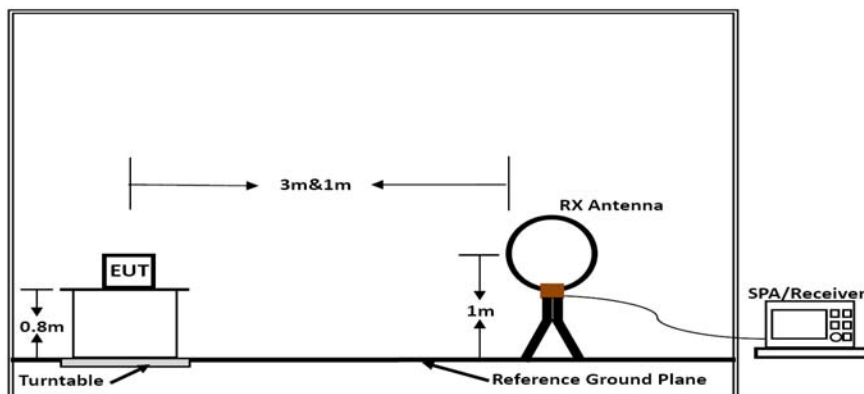 3m&1m
RX Antenna
EUT
SPA/Receiver
0.8m
1m
Turntable
Reference Ground Plane